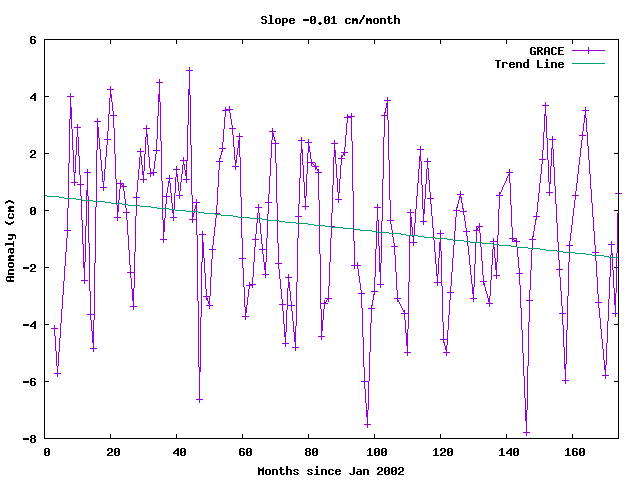 Slope -0.01 cm/month
GRACE
Trend Line
6
4
2
0
-2
-4
-6
-8
Anomaly (cm)
0 20 40 60 80 100 120 140 160
Months since Jan 2002